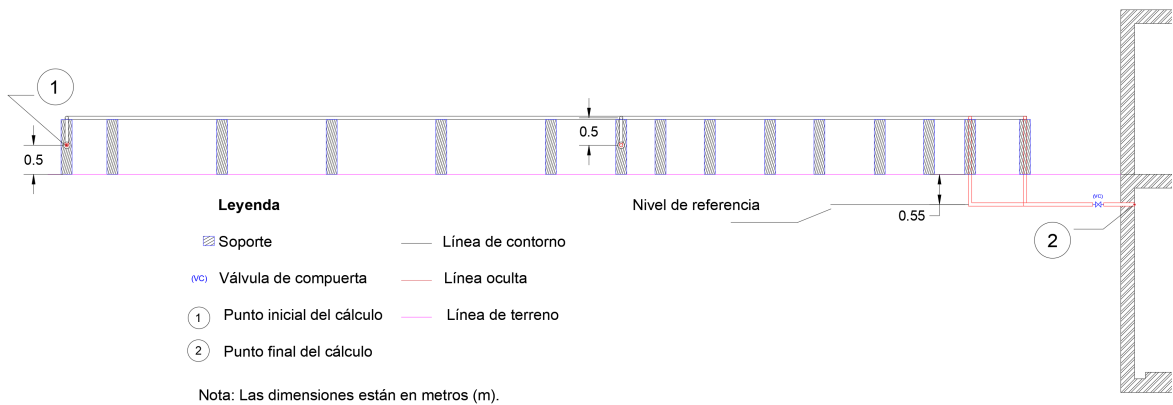 1
0.5
0.5
Leyenda
Nivel de referencia
0.55
(VC)
2
Soporte
Línea de contorno
(VC) Válvula de compuerta
Línea oculta
1 Punto inicial del cálculo
Línea de terreno
2 Punto final del cálculo
Nota: Las dimensiones están en metros (m).